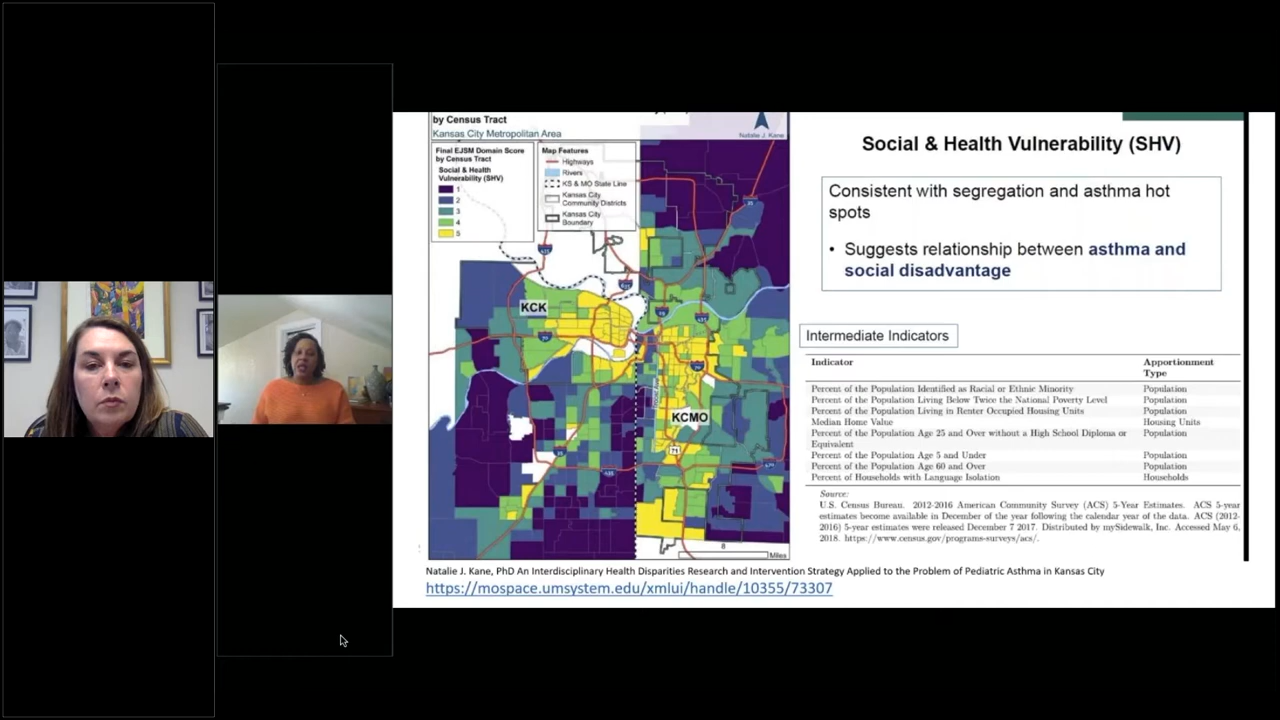 by Census Tract
Kansas City Metropolitan Area
Natalie J. Kane
Final EJSM Domain Score
by Census Tract
Social & Health
Vulnerability (SHV)
1
2
3
4
5
Map Features
Highways
Rivers
KS & MO State Line
Kansas City
Community Districts
Kansas City
Boundary
KCK
KCMO
71
8
Miles
Social & Health Vulnerability (SHV)
Consistent with segregation and asthma hot
spots
• Suggests relationship between asthma and
social disadvantage
Intermediate Indicators
Indicator Apportionment
Type
Percent of the Population Identified as Racial or Ethnic Minority Population
Percent of the Population Living Below Twice the National Poverty Level Population
Percent of the Population Living in Renter Occupied Housing Units Population
Median Home Value Housing Units
Percent of the Population Age 25 and Over without a High School Diploma or Population
Equivalent
Percent of the Population Age 5 and Under Population
Percent of the Population Age 60 and Over Population
Percent of Households with Language Isolation Households
Source:
U.S. Census Bureau. 2012-2016 American Community Survey (ACS) 5-Year Estimates. ACS 5-year
estimates become available in December of the year following the calendar year of the data. ACS (2012-
2016) 5-year estimates were released December 7 2017. Distributed by mySidewalk, Inc. Accessed May 6,
2018. https://www.census.gov/programs-surveys/acs/.
Natalie J. Kane, PhD An Interdisciplinary Health Disparities Research and Intervention Strategy Applied to the Problem of Pediatric Asthma in Kansas City
https://mospace.umsystem.edu/xmlui/handle/10355/73307